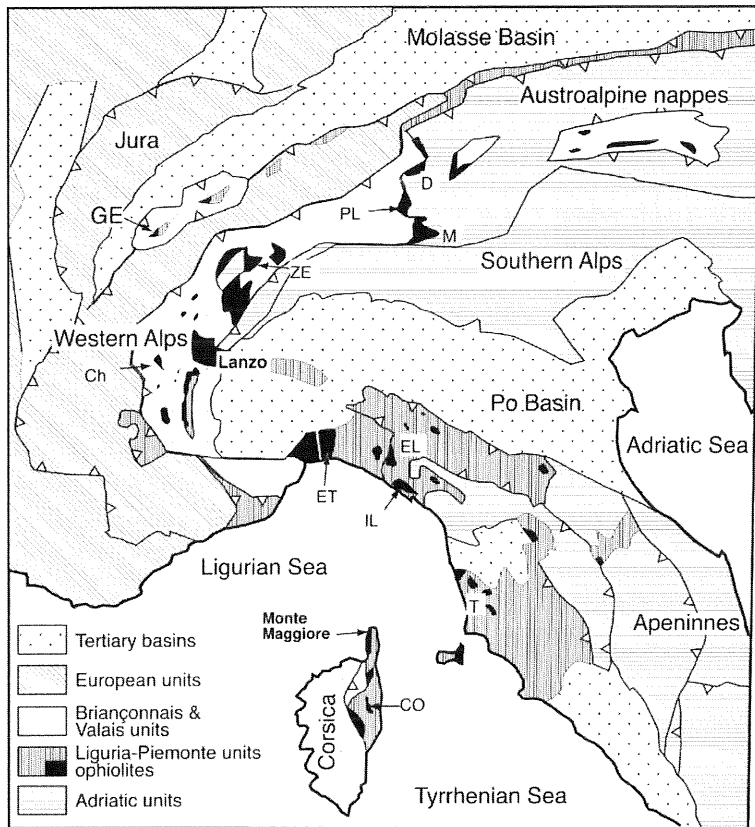 Molasse Basin
Austroalpine nappes
Jura
D
GE
PL
M
ZE
Southern Alps
Western Alps
Lanzo
Ch
Po Basin
Adriatic Sea
EL
ET
IL
Ligurian Sea
T
Monte
Maggiore
Apeninnes
CO
Corsica
Tyrrhenian Sea
Tertiary basins
European units
Briançonnais &
Valais units
Liguria-Piemonte units
ophiolites
Adriatic units